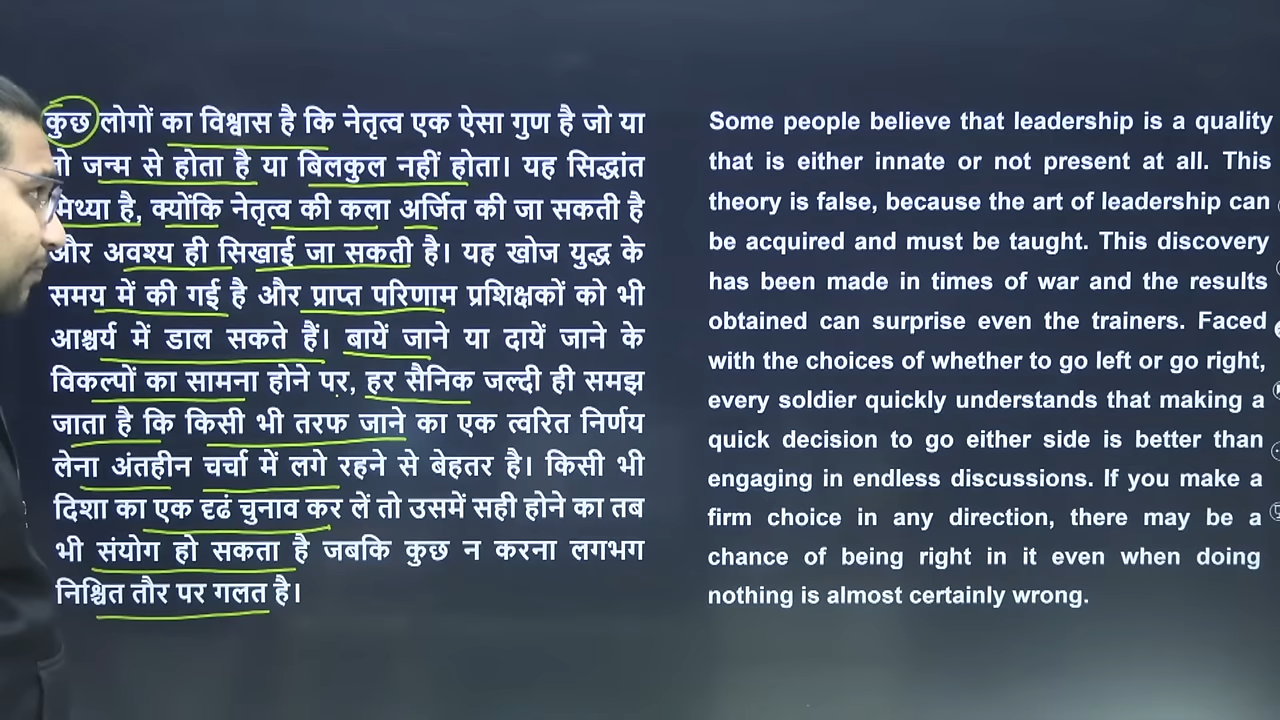 कुछ लोगों का विश्वास है कि नेतृत्व एक ऐसा गुण है जो या
तो जन्म से होता है या बिलकुल नहीं होता। यह सिद्धांत
मिथ्या है, क्योंकि नेतृत्व की कला अर्जित की जा सकती है
और अवश्य ही सिखाई जा सकती है। यह खोज युद्ध के
समय में की गई है और प्राप्त परिणाम प्रशिक्षकों को भी
आश्चर्य में डाल सकते हैं। बायें जाने या दायें जाने के
विकल्पों का सामना होने पर, हर सैनिक जल्दी ही समझ
जाता है कि किसी भी तरफ जाने का एक त्वरित निर्णय
लेना अंतहीन चर्चा में लगे रहने से बेहतर है। किसी भी
दिशा का एक दृढं चुनाव कर लें तो उसमें सही होने का तब
भी संयोग हो सकता है जबकि कुछ न करना लगभग
निश्चित तौर पर गलत है।
Some people believe that leadership is a quality
that is either innate or not present at all. This
theory is false, because the art of leadership can
be acquired and must be taught. This discovery
has been made in times of war and the results
obtained can surprise even the trainers. Faced
with the choices of whether to go left or go right,
every soldier quickly understands that making a
quick decision to go either side is better than
engaging in endless discussions. If you make a
firm choice in any direction, there may be a
chance of being right in it even when doing
nothing is almost certainly wrong.